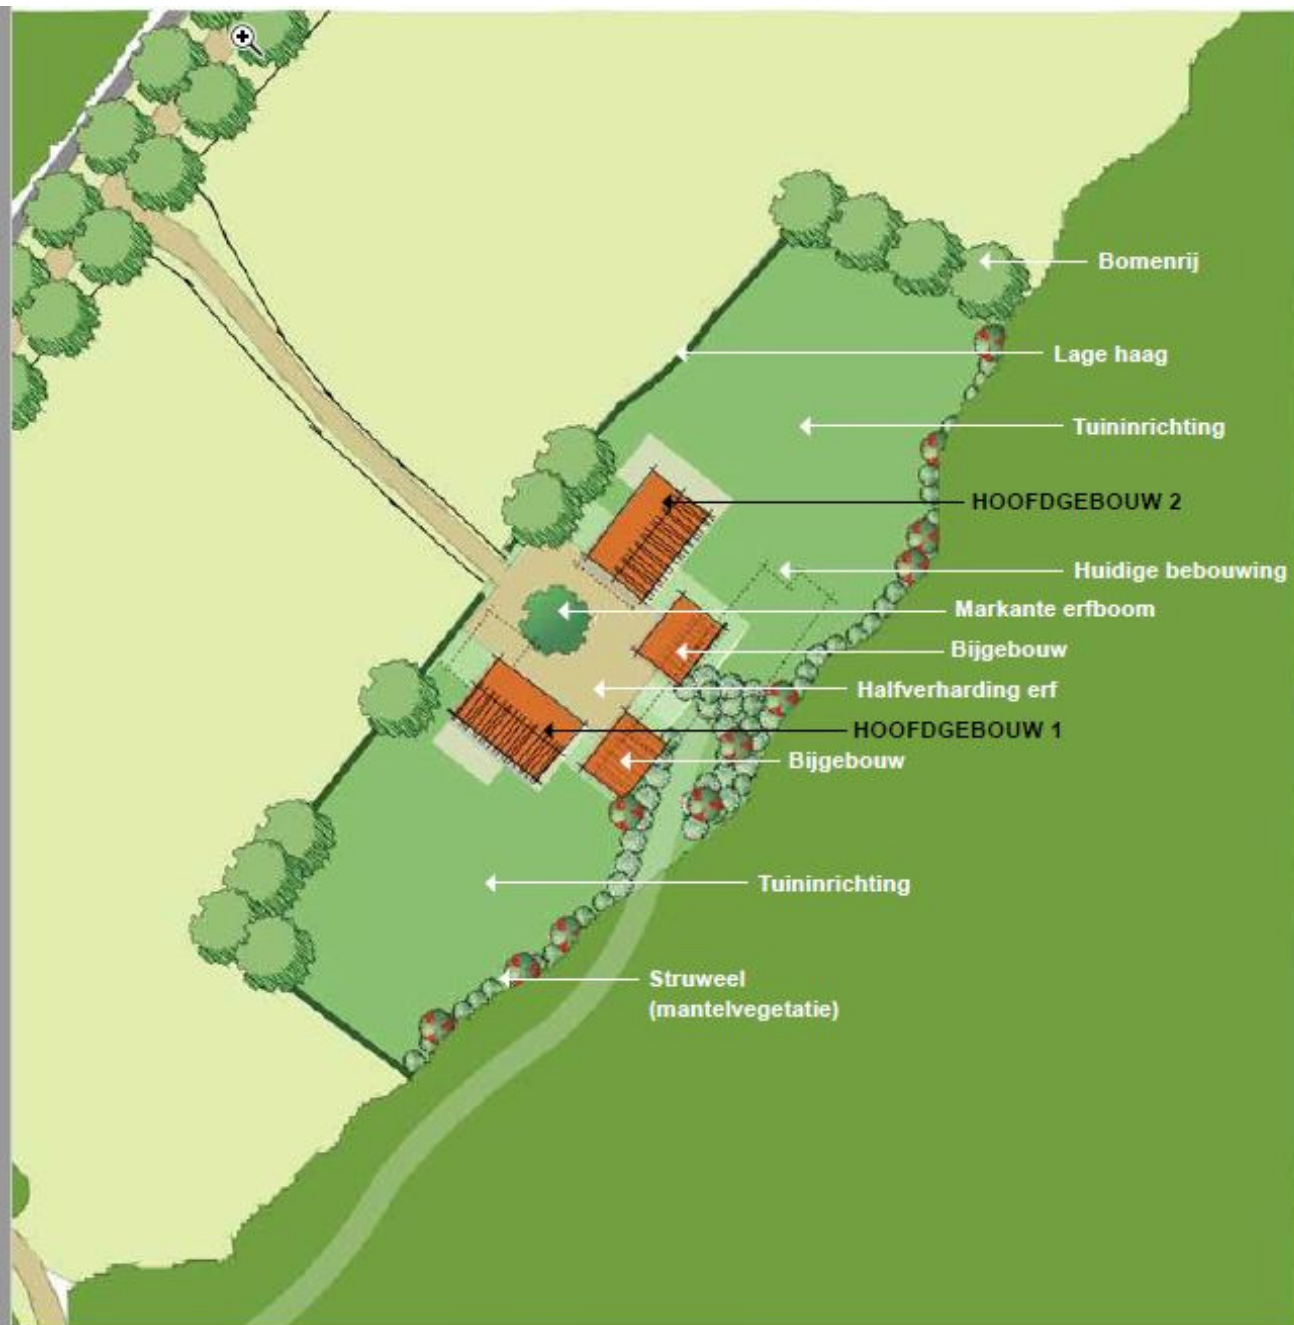 Bomenrij
Lage haag
Tuininrichting
HOOFDGEBOUW 2
Huidige bebouwing
Markante erfboom
Bijgebouw
Halfverharding erf
HOOFDGEBOUW 1
Bijgebouw
Tuininrichting
Struweel
(mantelvegetatie)